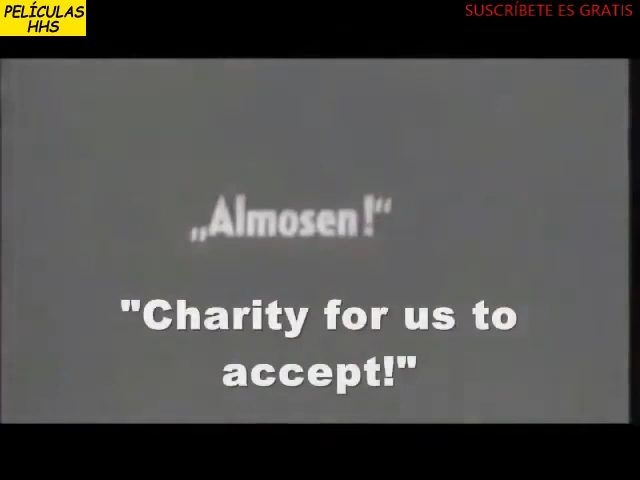 PELÍCULAS
HHS
SUSCRÍBETE ES GRATIS
„Almosen!“
"Charity for us to
accept!"